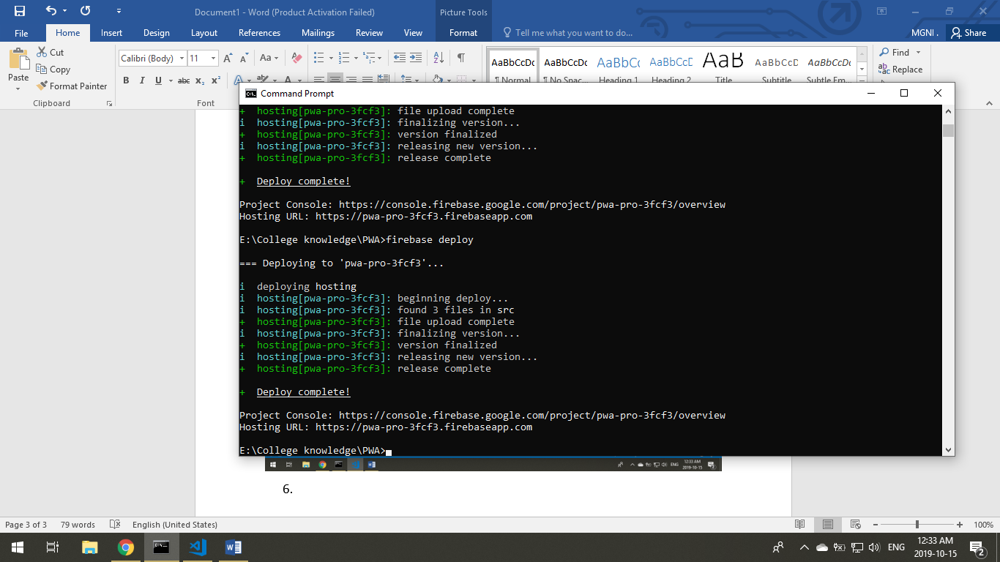 Document1 - Word (Product Activation Failed)
Picture Tools
File
Home
Insert
Design
Layout
References
Mailings
Review
View
Format
Tell me what you want to do...
MGNI .
Share
Paste
Cut
Copy
Format Painter
Clipboard
Calibri (Body)
11
Font
AaBbCcDc
¶ Normal
AaBbCcDc
¶ No Spac...
AaBbCc
Heading 1
AaBbCcD
Heading 2
AaB
Title
AaBbCcD
Subtitle
AaBbCcDc
Subtle Em...
Find
Replace
Command Prompt
+ hosting[pwa-pro-3fcf3]: file upload complete
i hosting[pwa-pro-3fcf3]: finalizing version...
+ hosting[pwa-pro-3fcf3]: version finalized
i hosting[pwa-pro-3fcf3]: releasing new version...
+ hosting[pwa-pro-3fcf3]: release complete
+ Deploy complete!
Project Console: https://console.firebase.google.com/project/pwa-pro-3fcf3/overview
Hosting URL: https://pwa-pro-3fcf3.firebaseapp.com
E:\College knowledge\PWA>firebase deploy
=== Deploying to 'pwa-pro-3fcf3'...
i deploying hosting
i hosting[pwa-pro-3fcf3]: beginning deploy...
i hosting[pwa-pro-3fcf3]: found 3 files in src
+ hosting[pwa-pro-3fcf3]: file upload complete
i hosting[pwa-pro-3fcf3]: finalizing version...
+ hosting[pwa-pro-3fcf3]: version finalized
i hosting[pwa-pro-3fcf3]: releasing new version...
+ hosting[pwa-pro-3fcf3]: release complete
+ Deploy complete!
Project Console: https://console.firebase.google.com/project/pwa-pro-3fcf3/overview
Hosting URL: https://pwa-pro-3fcf3.firebaseapp.com
E:\College knowledge\PWA>
ENG
12:33 AM
2019-10-15
6.
Page 3 of 3
79 words
English (United States)
100%
ENG
12:33 AM
2019-10-15
2